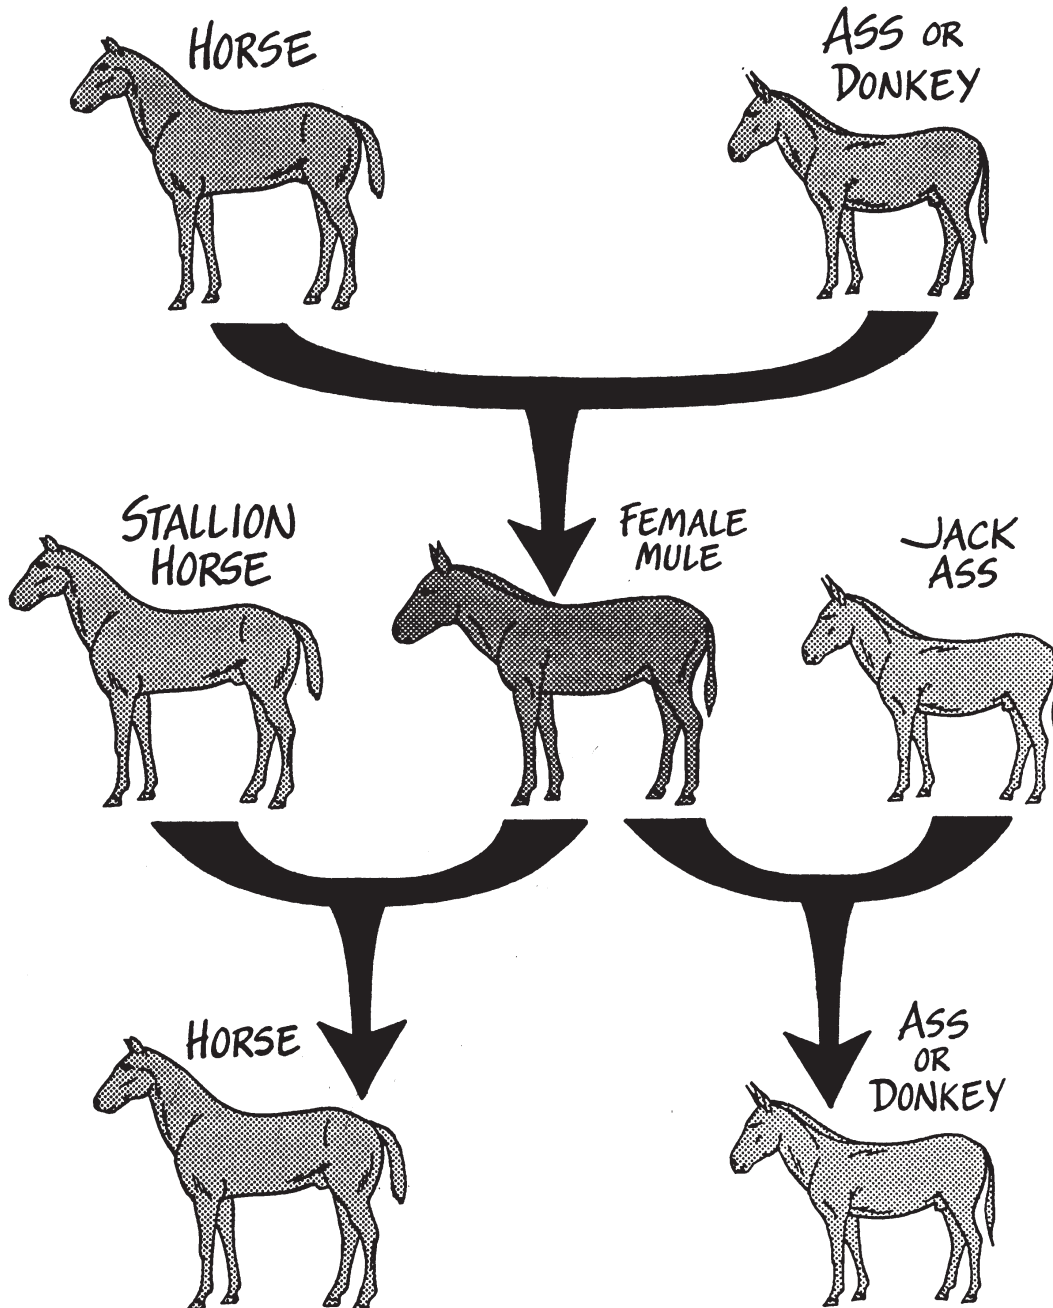 HORSE
ASS OR
DONKEY
STALLION
HORSE
FEMALE
MULE
JACK
ASS
HORSE
ASS
OR
DONKEY